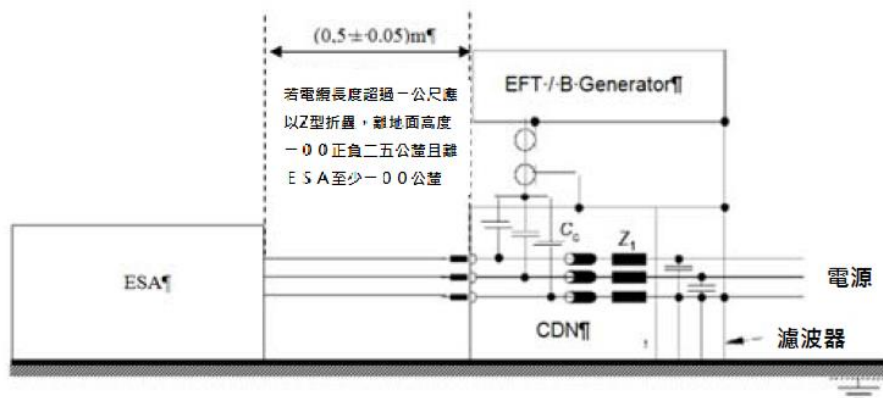 (0.5±0.05)m¶
若電纜長度超過一公尺應
以Z型折疊，離地面高度
一００正負二五公釐且離
ＥＳＡ至少一００公釐
EFT·/·B·Generator¶
Cc
Z1
ESA¶
電源
CDN¶
濾波器